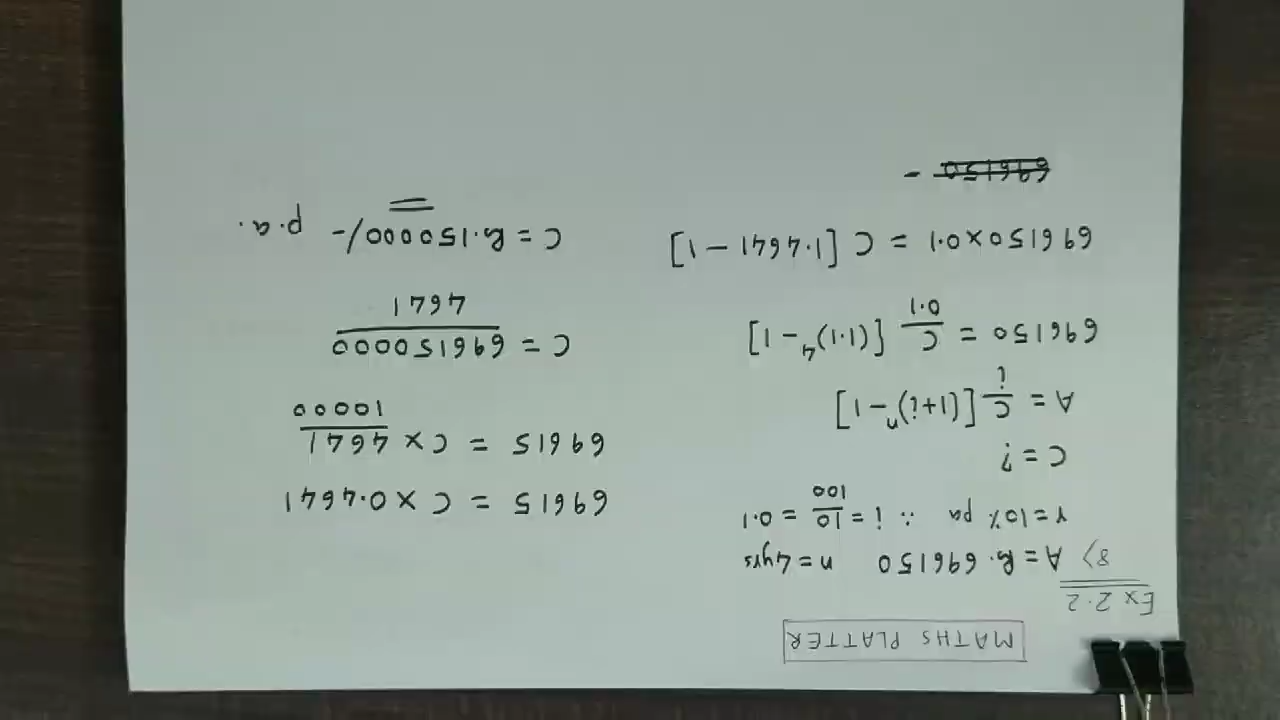 MATHS PLATTER
Ex 2.2
8) A = Rs. 696150 n = 4yrs
r = 10% pa ∴ i = 10/100 = 0.1
C = ?
A = C/i [(1+i)^n - 1]
696150 = C/0.1 [(1.1)^4 - 1]
696150 x 0.1 = C [1.4641 - 1]
696150 -
69615 = C x 0.4641
69615 = C x 4641/10000
C = 696150000/4641
C = Rs. 150000/- p.a.